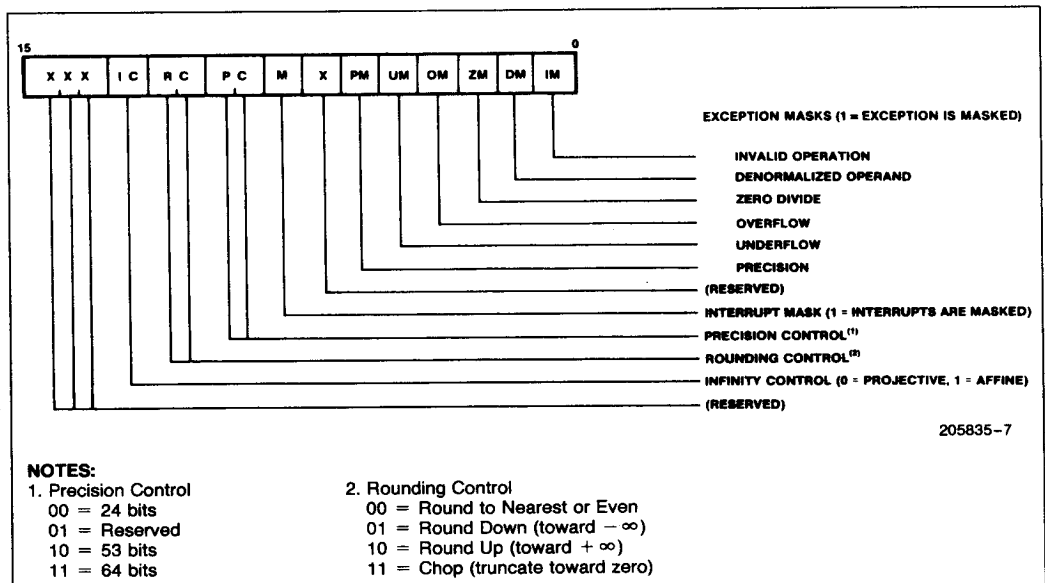 15 0
X X X I C R C P C M X PM UM OM ZM DM IM
EXCEPTION MASKS (1 = EXCEPTION IS MASKED)
INVALID OPERATION
DENORMALIZED OPERAND
ZERO DIVIDE
OVERFLOW
UNDERFLOW
PRECISION
(RESERVED)
INTERRUPT MASK (1 = INTERRUPTS ARE MASKED)
PRECISION CONTROL(1)
ROUNDING CONTROL(2)
INFINITY CONTROL (0 = PROJECTIVE, 1 = AFFINE)
(RESERVED)
205835-7
NOTES:
1. Precision Control
00 = 24 bits
01 = Reserved
10 = 53 bits
11 = 64 bits
2. Rounding Control
00 = Round to Nearest or Even
01 = Round Down (toward −∞)
10 = Round Up (toward +∞)
11 = Chop (truncate toward zero)